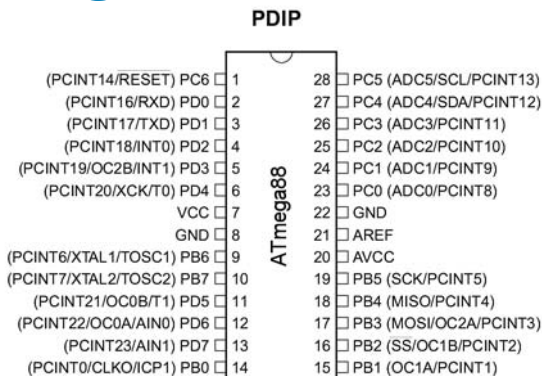 PDIP
(PCINT14/RESET) PC6 1 28 PC5 (ADC5/SCL/PCINT13)
(PCINT16/RXD) PD0 2 27 PC4 (ADC4/SDA/PCINT12)
(PCINT17/TXD) PD1 3 26 PC3 (ADC3/PCINT11)
(PCINT18/INT0) PD2 4 25 PC2 (ADC2/PCINT10)
(PCINT19/OC2B/INT1) PD3 5 24 PC1 (ADC1/PCINT9)
(PCINT20/XCK/T0) PD4 6 23 PC0 (ADC0/PCINT8)
VCC 7 22 GND
GND 8 21 AREF
(PCINT6/XTAL1/TOSC1) PB6 9 20 AVCC
(PCINT7/XTAL2/TOSC2) PB7 10 19 PB5 (SCK/PCINT5)
(PCINT21/OC0B/T1) PD5 11 18 PB4 (MISO/PCINT4)
(PCINT22/OC0A/AIN0) PD6 12 17 PB3 (MOSI/OC2A/PCINT3)
(PCINT23/AIN1) PD7 13 16 PB2 (SS/OC1B/PCINT2)
(PCINT0/CLKO/ICP1) PB0 14 15 PB1 (OC1A/PCINT1)
ATmega88